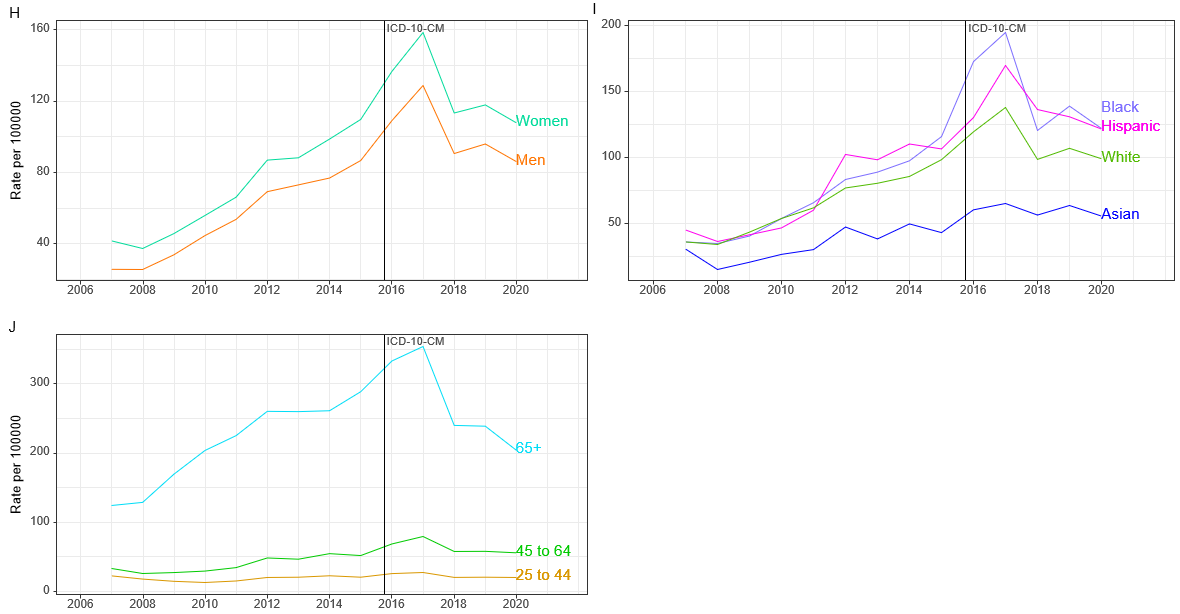 H
Rate per 100000
160
120
80
40
ICD-10-CM
Women
Men
2006 2008 2010 2012 2014 2016 2018 2020
I
200
150
100
50
ICD-10-CM
Black
Hispanic
White
Asian
2006 2008 2010 2012 2014 2016 2018 2020
J
Rate per 100000
300
200
100
0
ICD-10-CM
65+
45 to 64
25 to 44
2006 2008 2010 2012 2014 2016 2018 2020